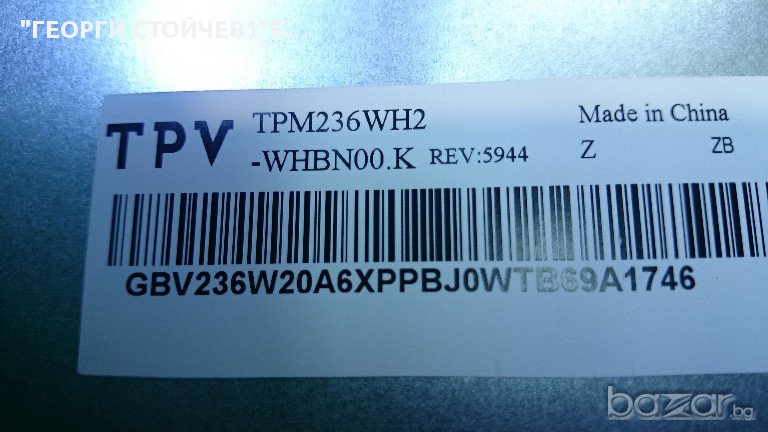 "ГЕОРГИ СТОЙЧЕВ1"Е...
TPV
TPM236WH2
-WHBN00.K REV:5944
Made in China
Z ZB
GBV236W20A6XPPBJ0WTB69A1746
bazar.bg